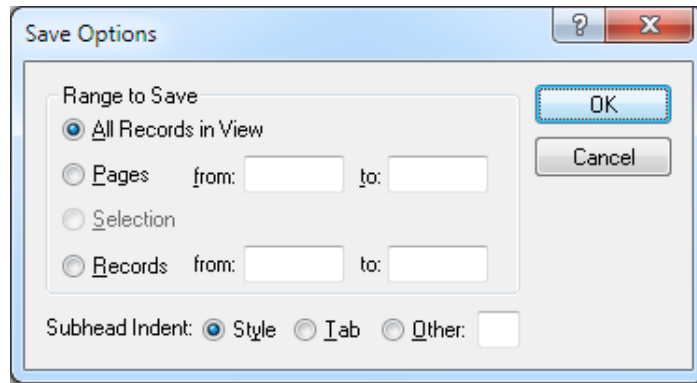 Save Options
?
X
Range to Save
All Records in View
Pages from: to:
Selection
Records from: to:
OK
Cancel
Subhead Indent: Style Tab Other: